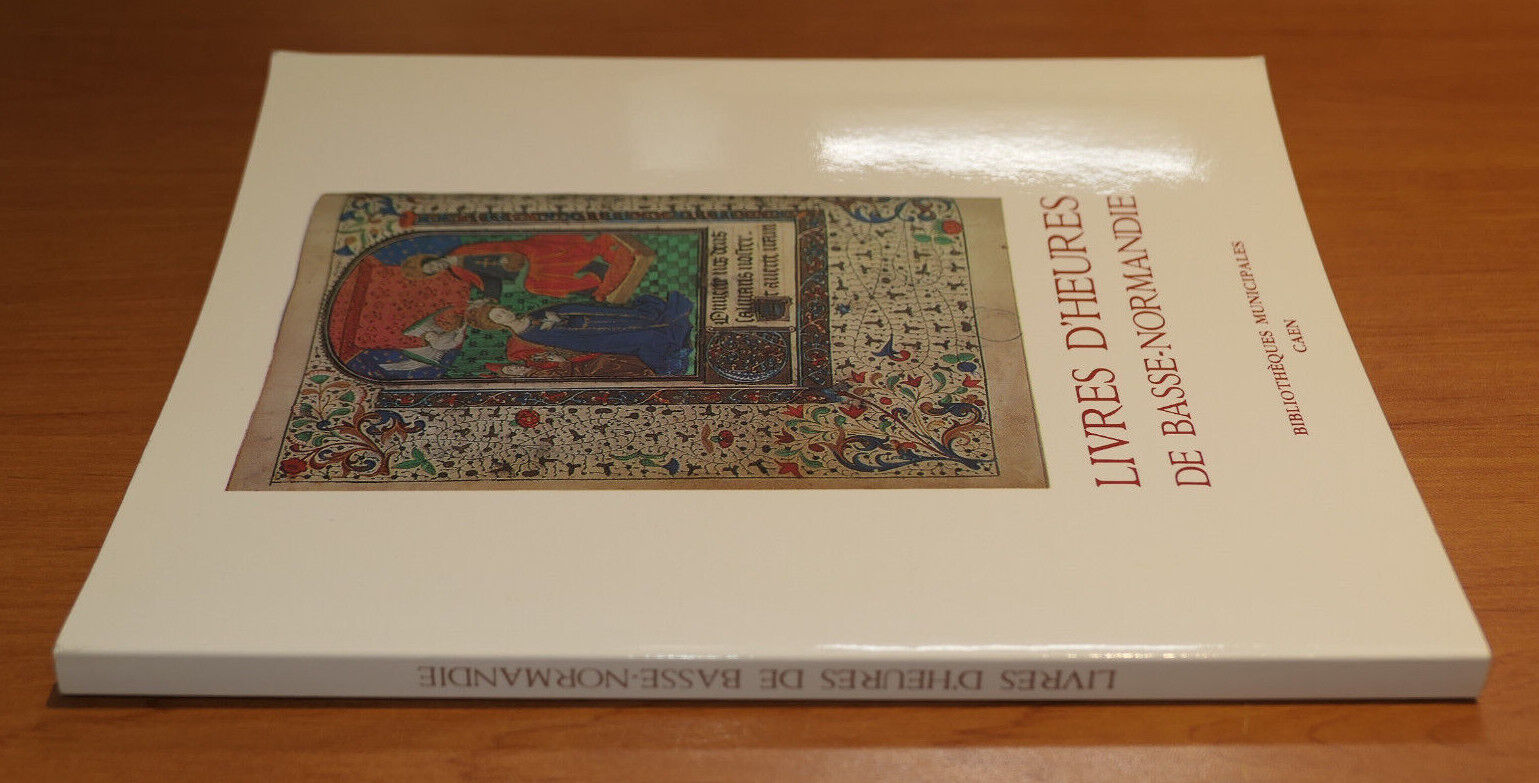 LIVRES D'HEURES
DE BASSE-NORMANDIE
BIBLIOTHÈQUES MUNICIPALES
CAEN
LIVRES D'HEURES DE BASSE-NORMANDIE